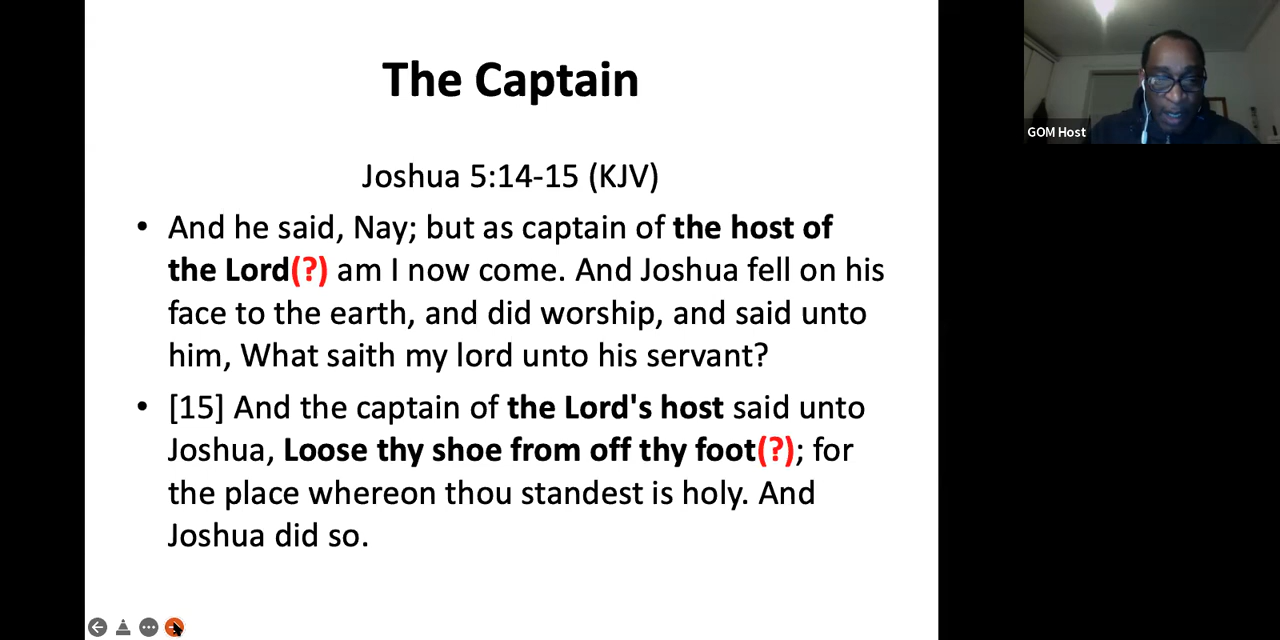 The Captain
Joshua 5:14-15 (KJV)
• And he said, Nay; but as captain of the host of
the Lord(?) am I now come. And Joshua fell on his
face to the earth, and did worship, and said unto
him, What saith my lord unto his servant?
• [15] And the captain of the Lord's host said unto
Joshua, Loose thy shoe from off thy foot(?); for
the place whereon thou standest is holy. And
Joshua did so.
GOM Host